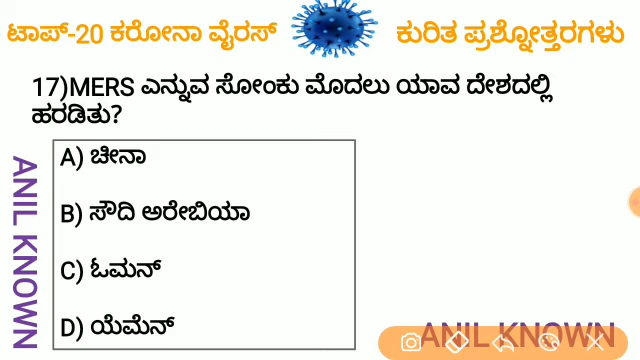 ಟಾಪ್-20 ಕರೋನಾ ವೈರಸ್ ಕುರಿತ ಪ್ರಶ್ನೋತ್ತರಗಳು
17)MERS ಎನ್ನುವ ಸೋಂಕು ಮೊದಲು ಯಾವ ದೇಶದಲ್ಲಿ
ಹರಡಿತು?
A) ಚೀನಾ
B) ಸೌದಿ ಅರೇಬಿಯಾ
C) ಓಮನ್
D) ಯೆಮೆನ್
ANIL KNOWN
ANIL KNOWN